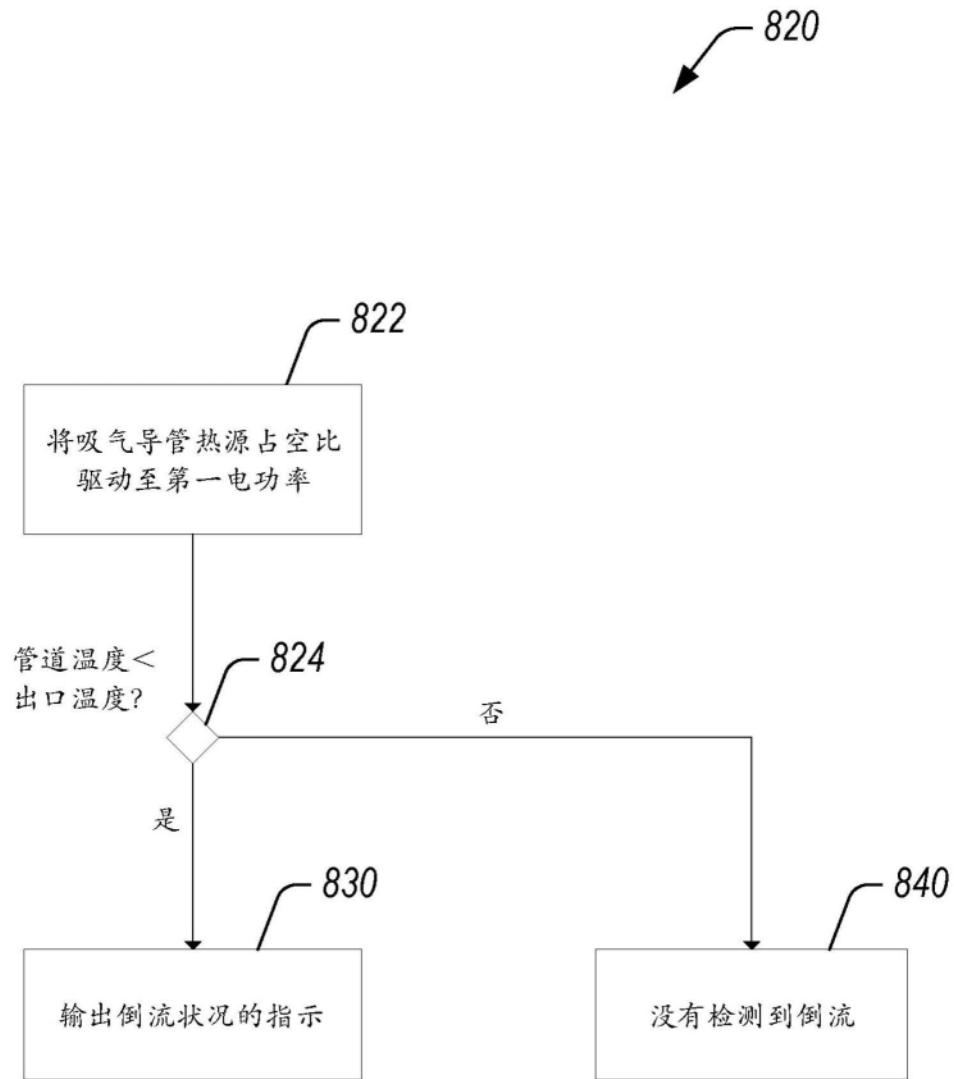 820
822
将吸气导管热源占空比
驱动至第一电功率
管道温度<
出口温度?
824
否
是
830
840
输出倒流状况的指示
没有检测到倒流